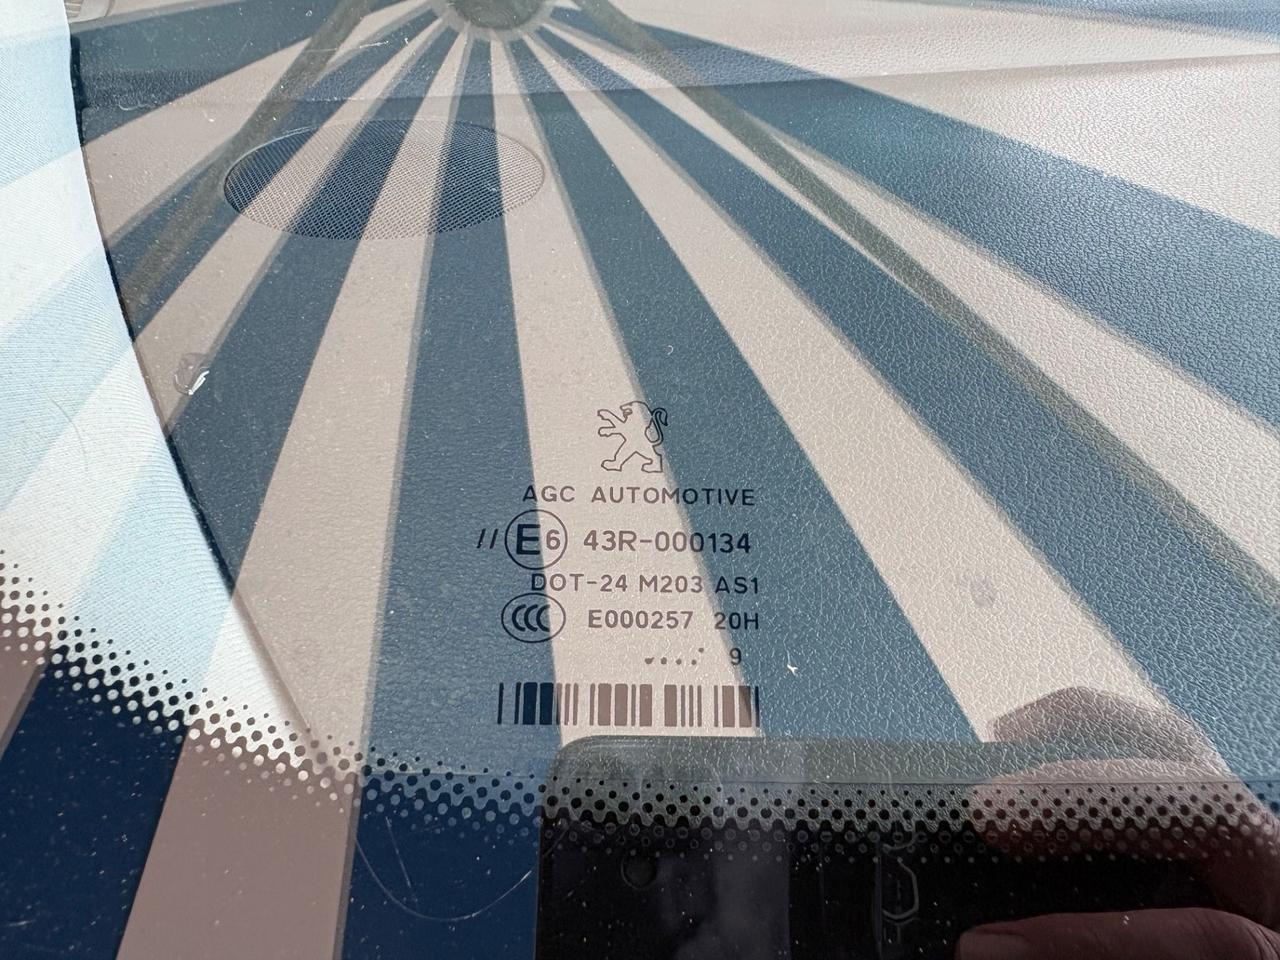 AGC AUTOMOTIVE
// E6 43R-000134
DOT-24 M203 AS1
CCC E000257 20H
..... 9